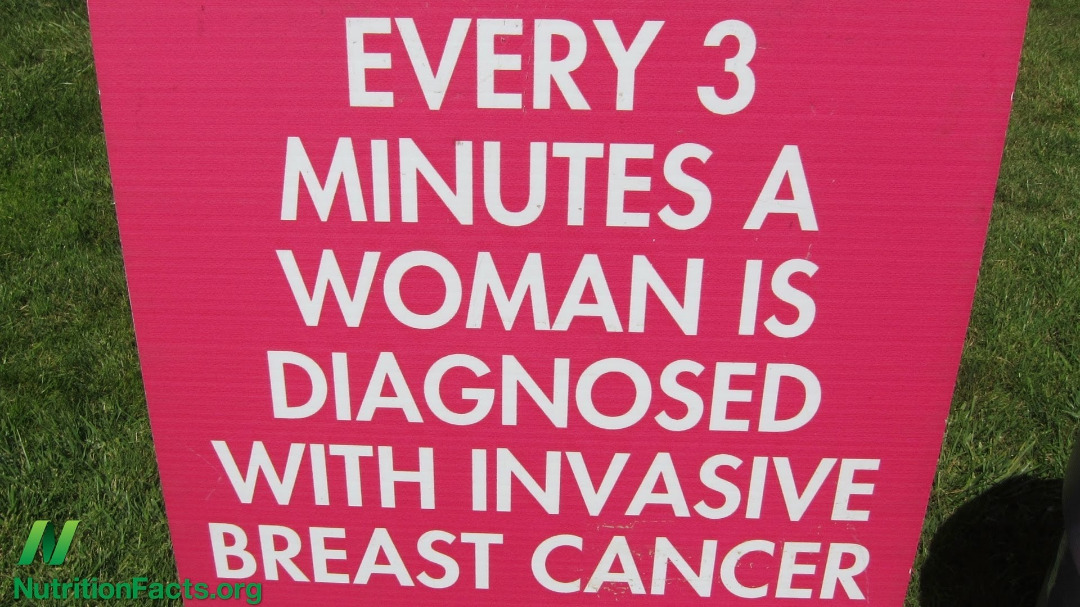 EVERY 3
MINUTES A
WOMAN IS
DIAGNOSED
WITH INVASIVE
BREAST CANCER
NutritionFacts.org